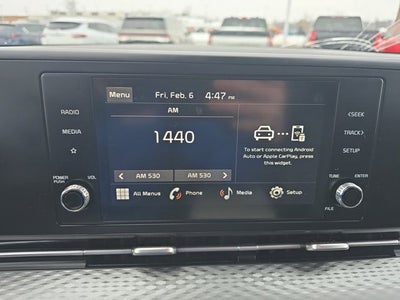 Menu Fri, Feb. 6 4:47 PM
AM
1440
To start connecting Android
Auto or Apple CarPlay, press
this widget.
< AM 530 AM 530 >
All Menus Phone Media Setup
RADIO
MEDIA
POWER
PUSH
VOL
<SEEK
TRACK>
SETUP
TUNE
ENTER
FILE